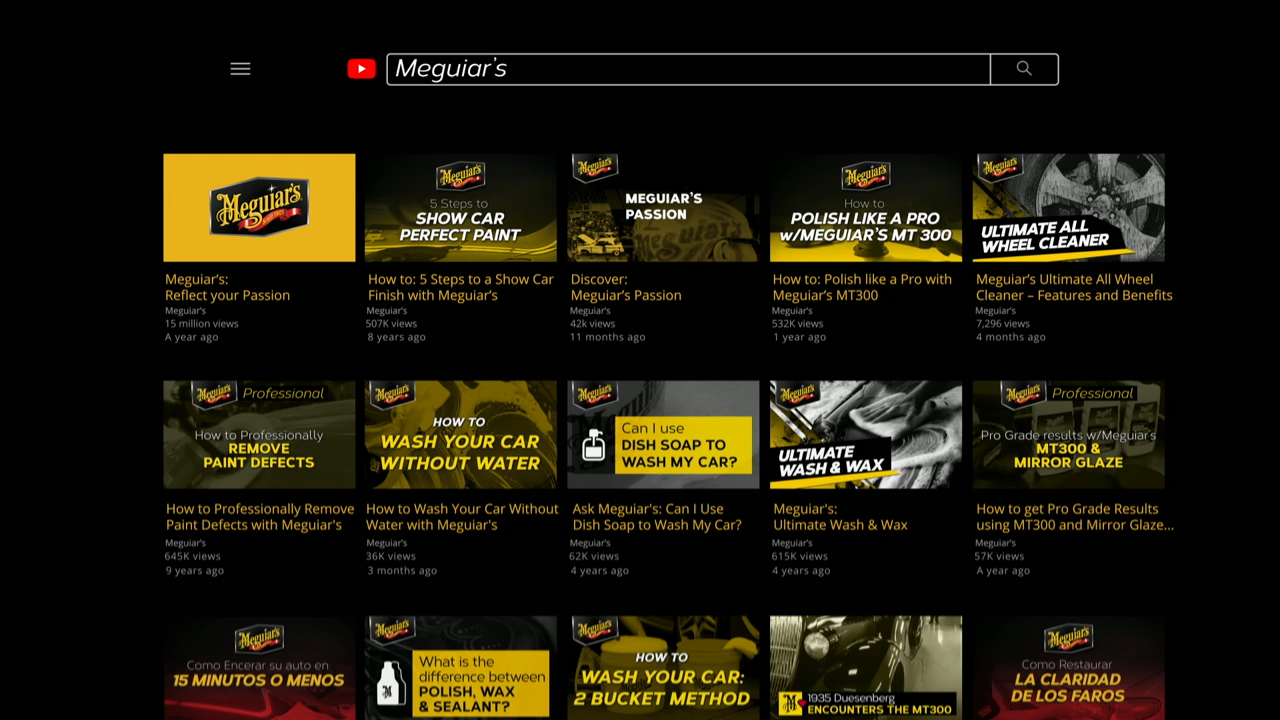 Meguiar's
Meguiar's
Meguiar's
5 Steps to
SHOW CAR
PERFECT PAINT
Meguiar's
MEGUIAR'S
PASSION
Meguiar's
How to
POLISH LIKE A PRO
w/MEGUIAR'S MT 300
Meguiar's
ULTIMATE ALL
WHEEL CLEANER
Meguiar's:
Reflect your Passion
Meguiar's
15 million views
A year ago
How to: 5 Steps to a Show Car
Finish with Meguiar's
Meguiar's
507K views
8 years ago
Discover:
Meguiar's Passion
Meguiar's
42k views
11 months ago
How to: Polish like a Pro with
Meguiar's MT300
Meguiar's
532K views
1 year ago
Meguiar's Ultimate All Wheel
Cleaner – Features and Benefits
Meguiar's
7,296 views
4 months ago
Meguiar's Professional
How to Professionally
REMOVE
PAINT DEFECTS
Meguiar's
HOW TO
WASH YOUR CAR
WITHOUT WATER
Meguiar's
Can I use
DISH SOAP TO
WASH MY CAR?
Meguiar's
ULTIMATE
WASH & WAX
Meguiar's Professional
Pro Grade results w/Meguiar's
MT300 &
MIRROR GLAZE
How to Professionally Remove
Paint Defects with Meguiar's
Meguiar's
645K views
9 years ago
How to Wash Your Car Without
Water with Meguiar's
Meguiar's
36K views
3 months ago
Ask Meguiar's: Can I Use
Dish Soap to Wash My Car?
Meguiar's
62K views
4 years ago
Meguiar's:
Ultimate Wash & Wax
Meguiar's
615K views
4 years ago
How to get Pro Grade Results
using MT300 and Mirror Glaze...
Meguiar's
57K views
A year ago
Meguiar's
Como Encerar su auto en
15 MINUTOS O MENOS
Meguiar's
What is the
difference between
POLISH, WAX
& SEALANT?
Meguiar's
HOW TO
WASH YOUR CAR:
2 BUCKET METHOD
M
1935 Duesenberg
ENCOUNTERS THE MT300
Meguiar's
Como Restaurar
LA CLARIDAD
DE LOS FAROS